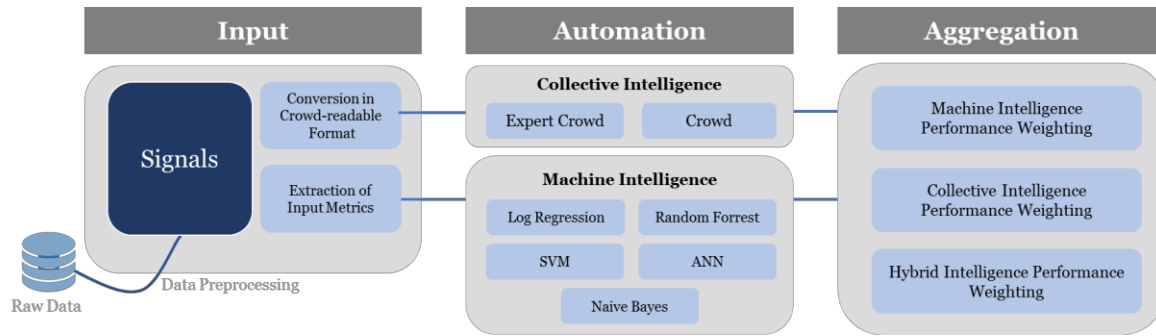 Input
Automation
Aggregation
Signals
Conversion in
Crowd-readable
Format
Extraction of
Input Metrics
Raw Data
Data Preprocessing
Collective Intelligence
Expert Crowd
Crowd
Machine Intelligence
Log Regression
Random Forrest
SVM
ANN
Naive Bayes
Machine Intelligence
Performance Weighting
Collective Intelligence
Performance Weighting
Hybrid Intelligence Performance
Weighting